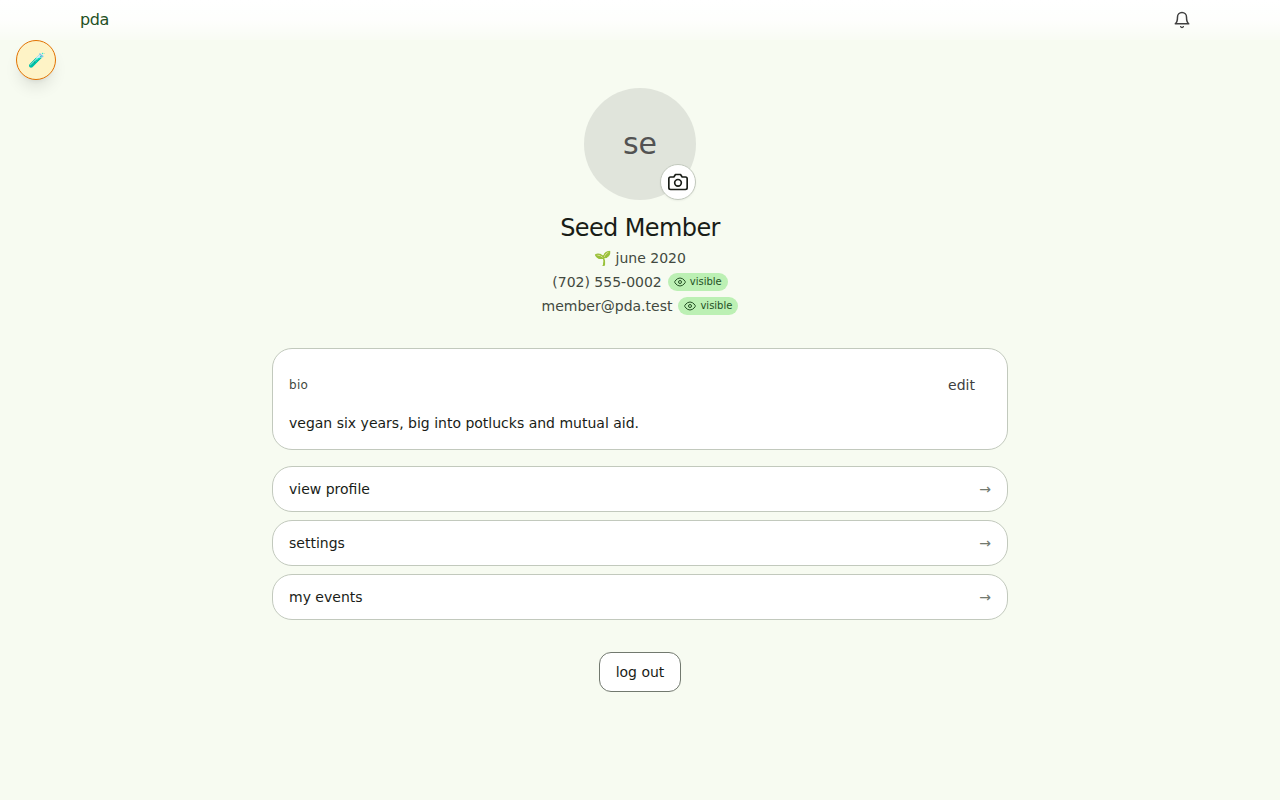 pda
se
Seed Member
🌱 june 2020
(702) 555-0002 visible
member@pda.test visible
bio edit
vegan six years, big into potlucks and mutual aid.
view profile →
settings →
my events →
log out